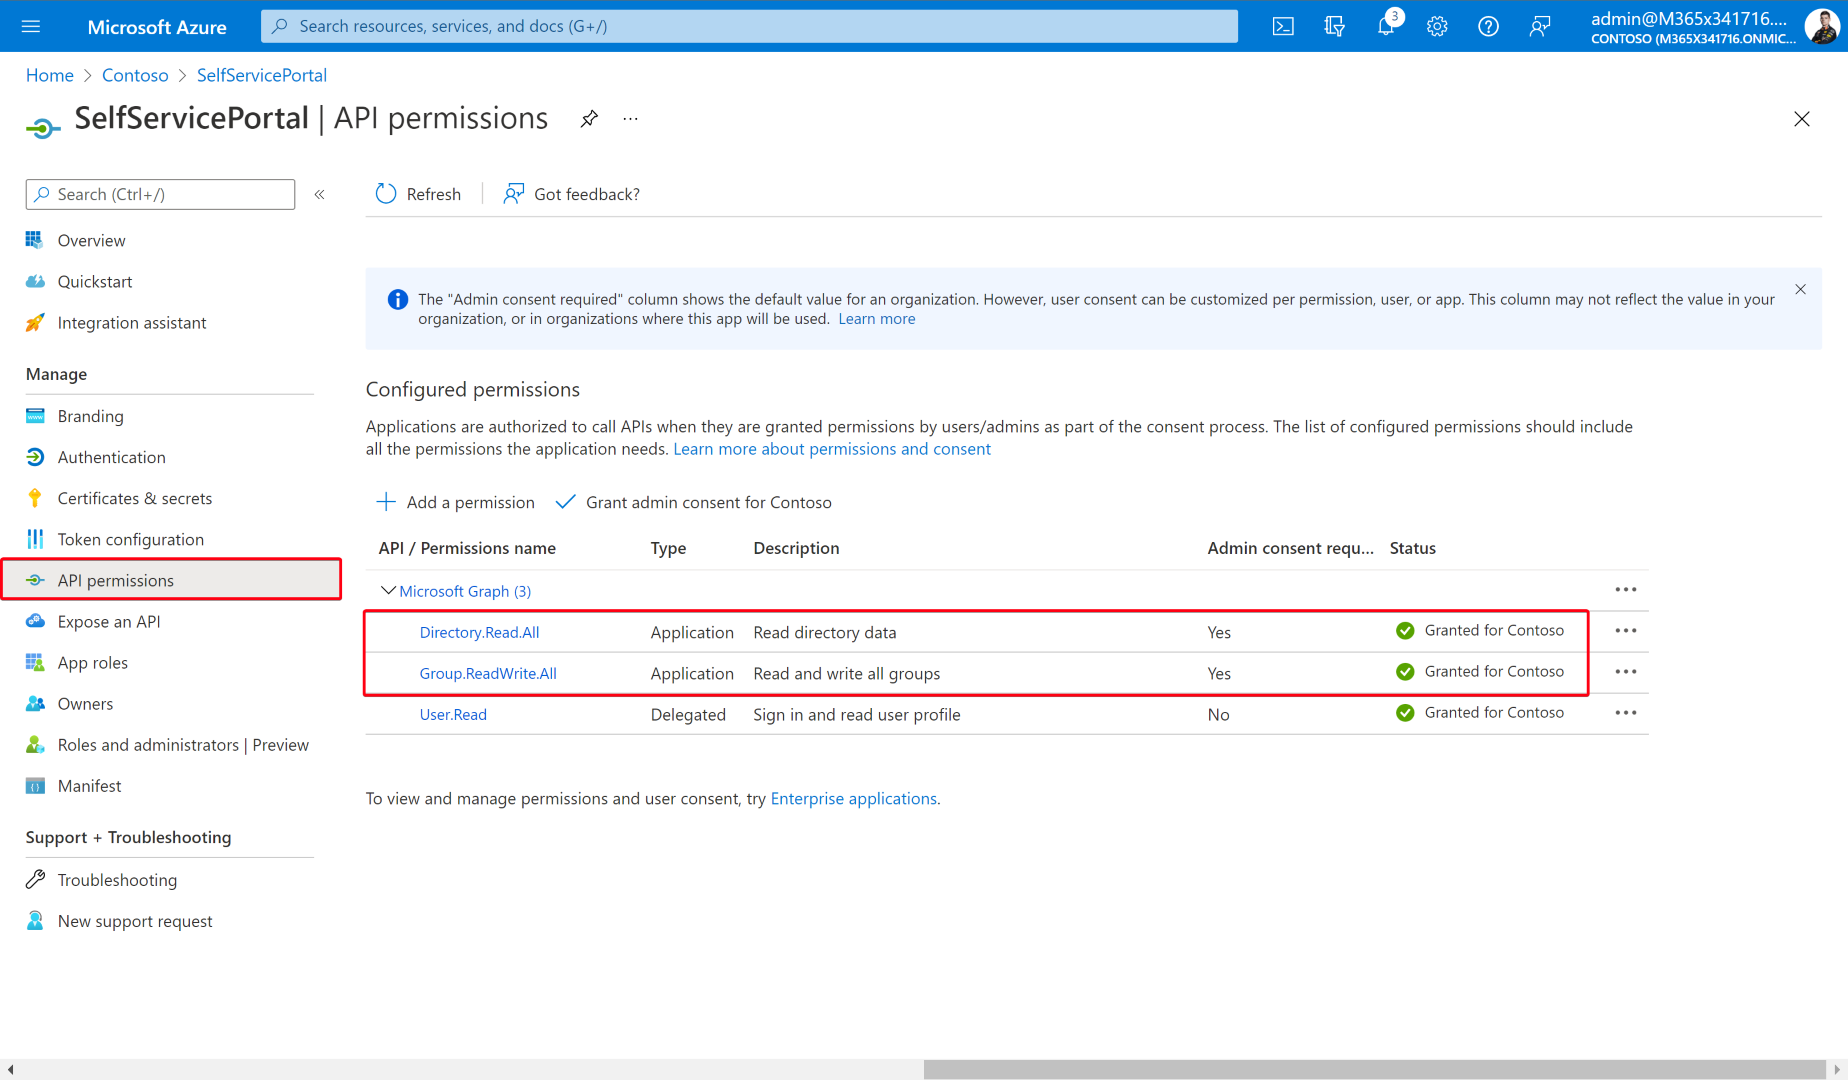 Microsoft Azure
Search resources, services, and docs (G+/)
3
admin@M365x341716....
CONTOSO (M365X341716.ONMIC...
Home > Contoso > SelfServicePortal
SelfServicePortal | API permissions
Search (Ctrl+/)
Refresh
Got feedback?
Overview
Quickstart
Integration assistant
Manage
Branding
Authentication
Certificates & secrets
Token configuration
API permissions
Expose an API
App roles
Owners
Roles and administrators | Preview
Manifest
Support + Troubleshooting
Troubleshooting
New support request
The "Admin consent required" column shows the default value for an organization. However, user consent can be customized per permission, user, or app. This column may not reflect the value in your
organization, or in organizations where this app will be used. Learn more
Configured permissions
Applications are authorized to call APIs when they are granted permissions by users/admins as part of the consent process. The list of configured permissions should include
all the permissions the application needs. Learn more about permissions and consent
Add a permission
Grant admin consent for Contoso
API / Permissions name Type Description Admin consent requ... Status
Microsoft Graph (3)
Directory.Read.All Application Read directory data Yes Granted for Contoso
Group.ReadWrite.All Application Read and write all groups Yes Granted for Contoso
User.Read Delegated Sign in and read user profile No Granted for Contoso
To view and manage permissions and user consent, try Enterprise applications.